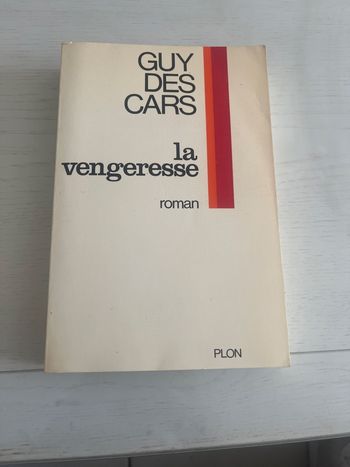 GUY
DES
CARS
la
vengeresse
roman
PLON